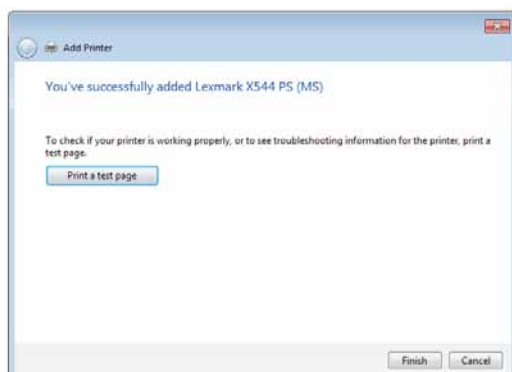 Add Printer
You've successfully added Lexmark X544 PS (MS)
To check if your printer is working properly, or to see troubleshooting information for the printer, print a
test page.
Print a test page
Finish
Cancel